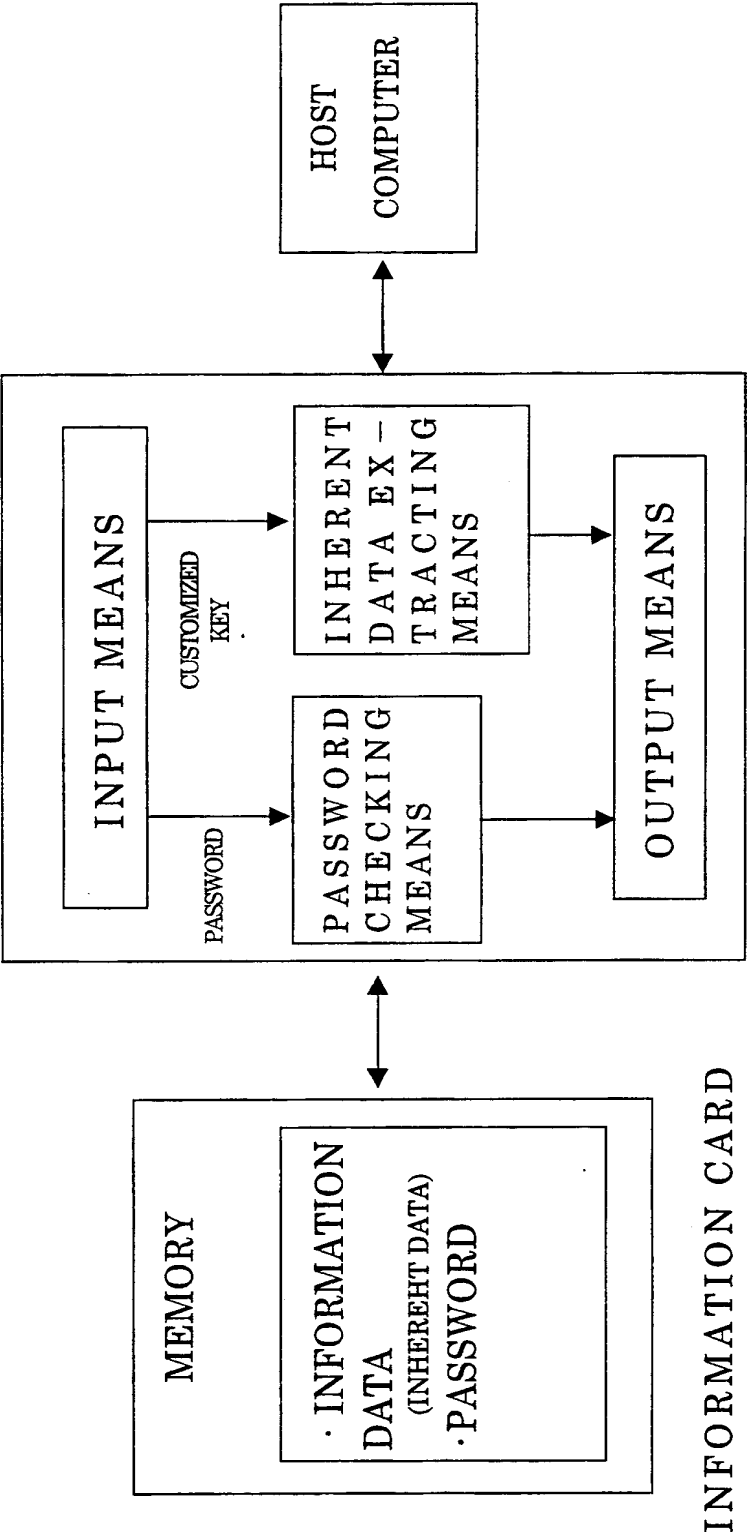 MEMORY
· INFORMATION
DATA
(INHEREHT DATA)
·PASSWORD
INFORMATION CARD
INPUT MEANS
PASSWORD
CUSTOMIZED
KEY
PASSWORD
CHECKING
MEANS
INHERENT
DATA EX–
TRACTING
MEANS
OUTPUT MEANS
HOST
COMPUTER